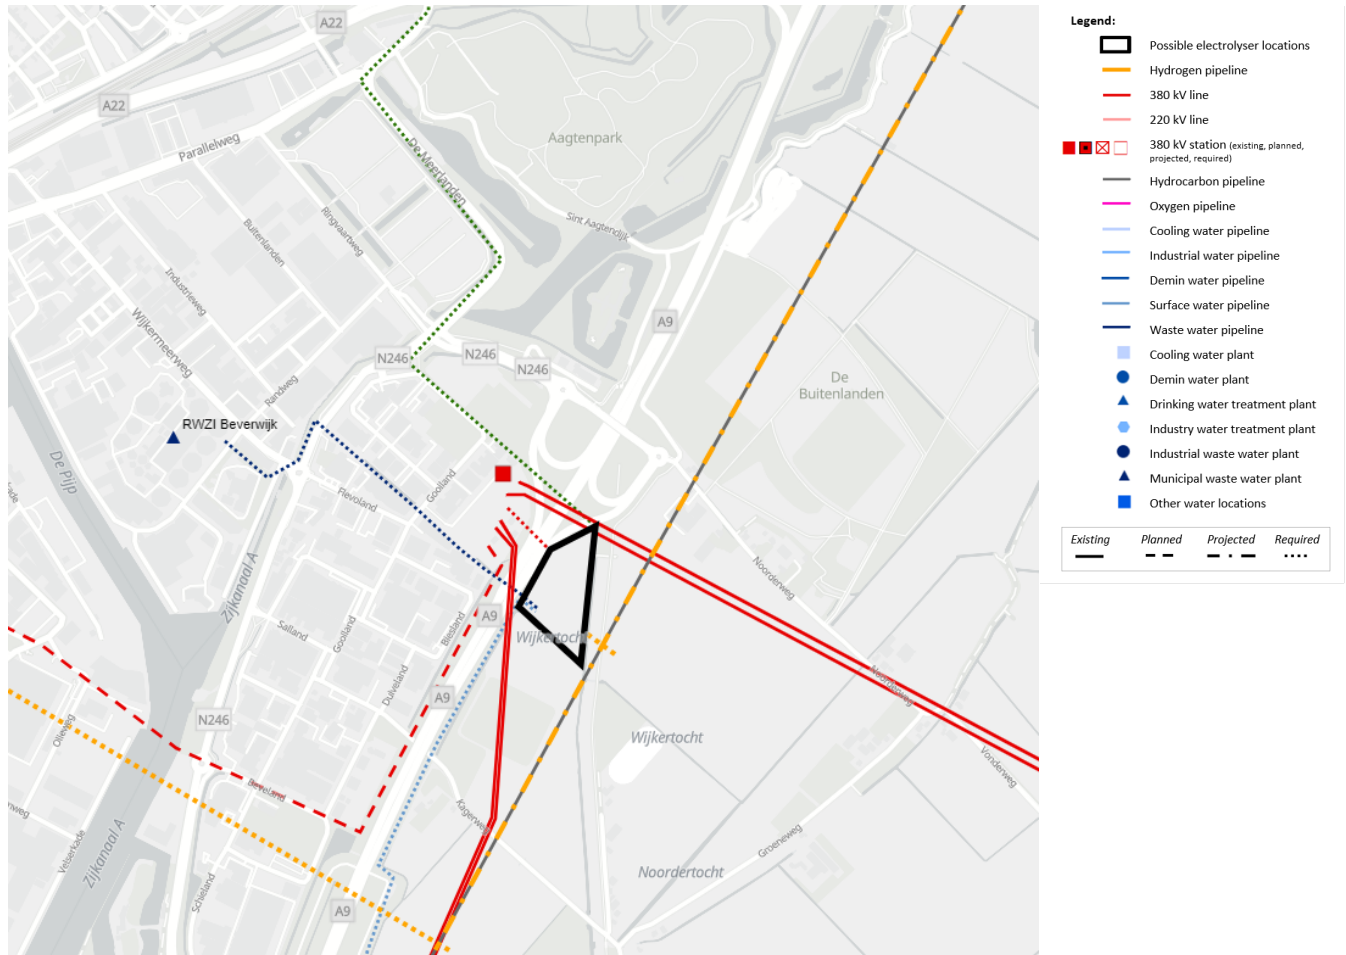 A22
A22
Parallelweg
De Meerlanden
Aagtenpark
Ringvaartweg
Buitenlanden
Sint Aagtendijk
Industrieweg
Wijkermeerweg
A9
N246
N246
N246
De
Buitenlanden
Randweg
RWZI Beverwijk
De Pijp
Gooiland
Flevoland
Noorderweg
Zijkanaal A
A9
Biesland
Salland
Gooiland
Wijkertocht
Duiveland
A9
Noorderweg
N246
Olieweg
Wijkertocht
Vonderweg
Beveland
Kagerweg
Velserkade
Zijkanaal A
Groeneweg
Noordertocht
Schieland
A9
Legend:
Possible electrolyser locations
Hydrogen pipeline
380 kV line
220 kV line
380 kV station (existing, planned,
projected, required)
Hydrocarbon pipeline
Oxygen pipeline
Cooling water pipeline
Industrial water pipeline
Demin water pipeline
Surface water pipeline
Waste water pipeline
Cooling water plant
Demin water plant
Drinking water treatment plant
Industry water treatment plant
Industrial waste water plant
Municipal waste water plant
Other water locations
Existing Planned Projected Required